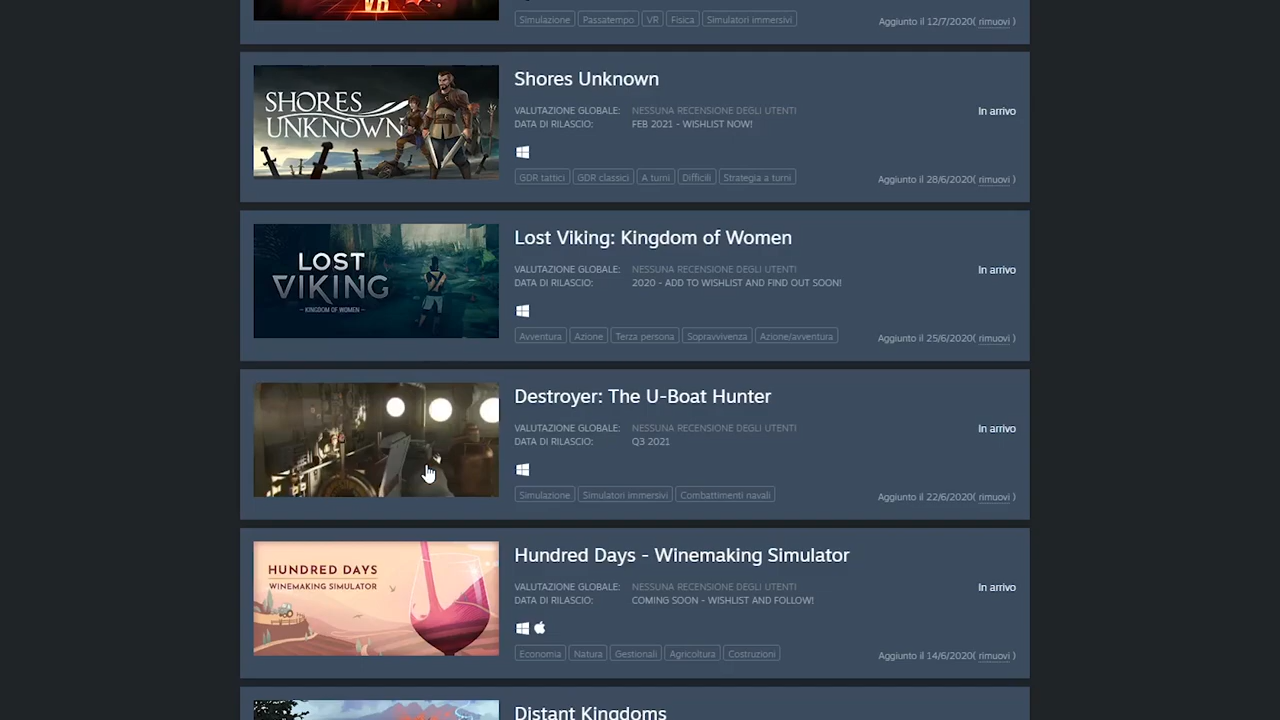 VR
Simulazione Passatempo VR Fisica Simulatori immersivi
Aggiunto il 12/7/2020( rimuovi )
SHORES
UNKNOWN
Shores Unknown
VALUTAZIONE GLOBALE: NESSUNA RECENSIONE DEGLI UTENTI
In arrivo
DATA DI RILASCIO: FEB 2021 - WISHLIST NOW!
GDR tattici GDR classici A turni Difficili Strategia a turni
Aggiunto il 28/6/2020( rimuovi )
LOST
VIKING
– KINGDOM OF WOMEN –
Lost Viking: Kingdom of Women
VALUTAZIONE GLOBALE: NESSUNA RECENSIONE DEGLI UTENTI
In arrivo
DATA DI RILASCIO: 2020 - ADD TO WISHLIST AND FIND OUT SOON!
Avventura Azione Terza persona Sopravvivenza Azione/avventura
Aggiunto il 25/6/2020( rimuovi )
Destroyer: The U-Boat Hunter
VALUTAZIONE GLOBALE: NESSUNA RECENSIONE DEGLI UTENTI
In arrivo
DATA DI RILASCIO: Q3 2021
Simulazione Simulatori immersivi Combattimenti navali
Aggiunto il 22/6/2020( rimuovi )
HUNDRED DAYS
WINEMAKING SIMULATOR
Hundred Days - Winemaking Simulator
VALUTAZIONE GLOBALE: NESSUNA RECENSIONE DEGLI UTENTI
In arrivo
DATA DI RILASCIO: COMING SOON - WISHLIST AND FOLLOW!
Economia Natura Gestionali Agricoltura Costruzioni
Aggiunto il 14/6/2020( rimuovi )
Distant Kingdoms